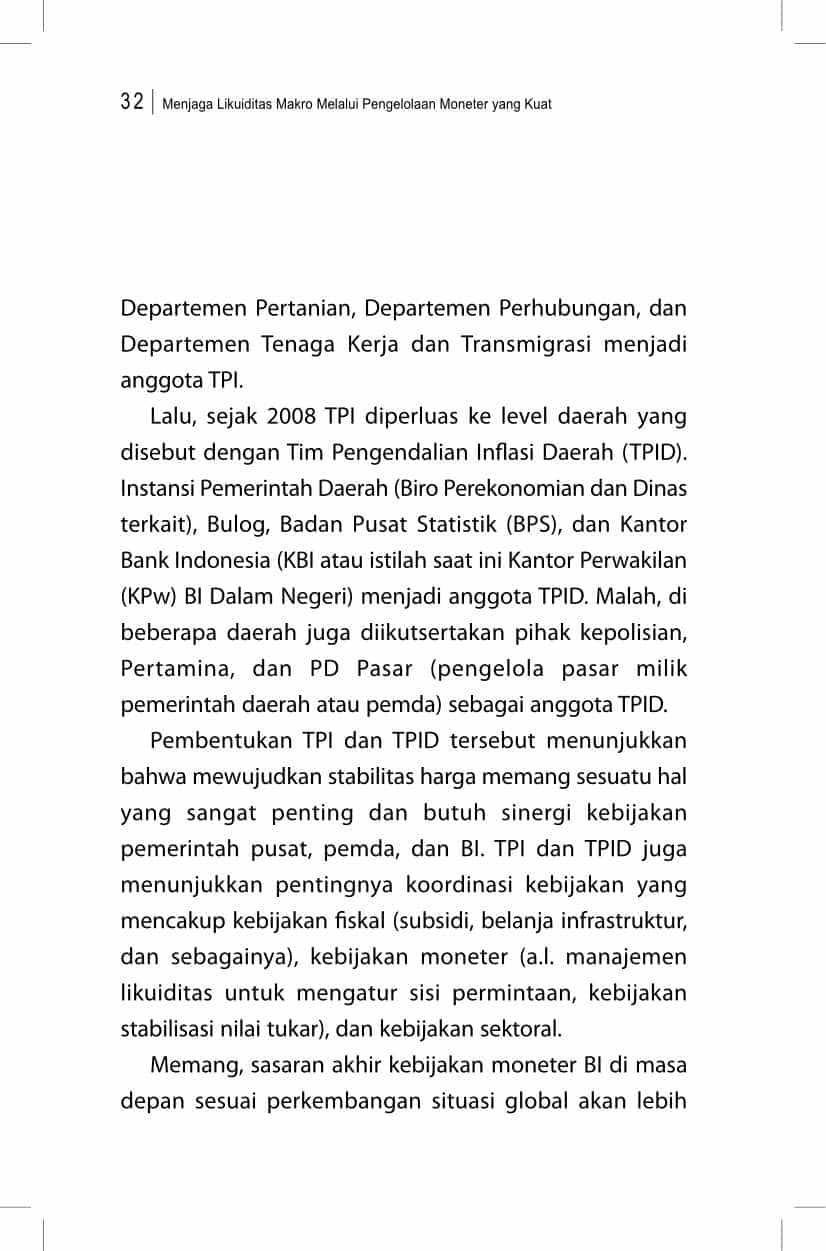 32 Menjaga Likuiditas Makro Melalui Pengelolaan Moneter yang Kuat
Departemen Pertanian, Departemen Perhubungan, dan
Departemen Tenaga Kerja dan Transmigrasi menjadi
anggota TPI.
Lalu, sejak 2008 TPI diperluas ke level daerah yang
disebut dengan Tim Pengendalian Inflasi Daerah (TPID).
Instansi Pemerintah Daerah (Biro Perekonomian dan Dinas
terkait), Bulog, Badan Pusat Statistik (BPS), dan Kantor
Bank Indonesia (KBI atau istilah saat ini Kantor Perwakilan
(KPw) BI Dalam Negeri) menjadi anggota TPID. Malah, di
beberapa daerah juga diikutsertakan pihak kepolisian,
Pertamina, dan PD Pasar (pengelola pasar milik
pemerintah daerah atau pemda) sebagai anggota TPID.
Pembentukan TPI dan TPID tersebut menunjukkan
bahwa mewujudkan stabilitas harga memang sesuatu hal
yang sangat penting dan butuh sinergi kebijakan
pemerintah pusat, pemda, dan BI. TPI dan TPID juga
menunjukkan pentingnya koordinasi kebijakan yang
mencakup kebijakan fiskal (subsidi, belanja infrastruktur,
dan sebagainya), kebijakan moneter (a.l. manajemen
likuiditas untuk mengatur sisi permintaan, kebijakan
stabilisasi nilai tukar), dan kebijakan sektoral.
Memang, sasaran akhir kebijakan moneter BI di masa
depan sesuai perkembangan situasi global akan lebih